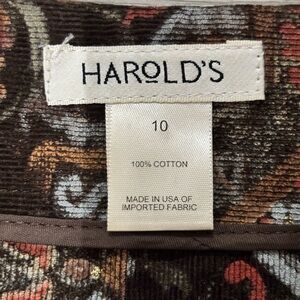 HAROLD'S
10
100% COTTON
MADE IN USA OF
IMPORTED FABRIC